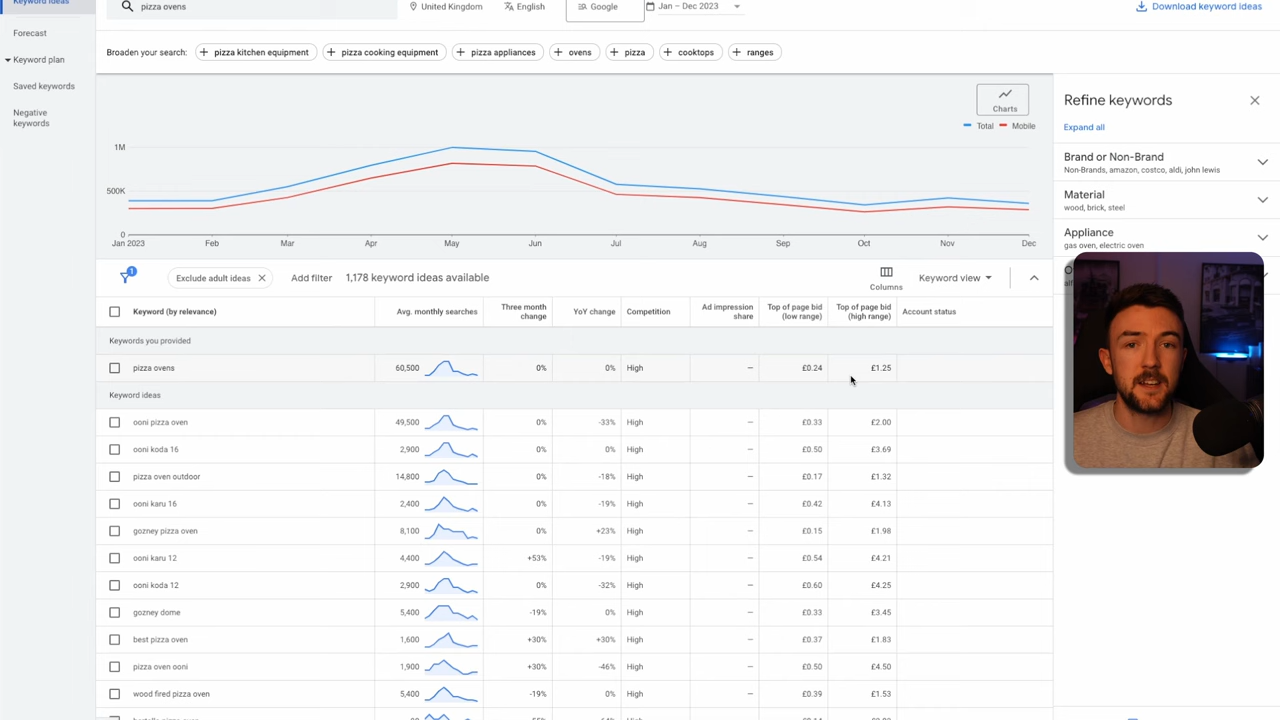 Keyword ideas
pizza ovens
United Kingdom
English
Google
Jan – Dec 2023
Download keyword ideas
Forecast
Keyword plan
Saved keywords
Negative
keywords
Broaden your search:
pizza kitchen equipment
pizza cooking equipment
pizza appliances
ovens
pizza
cooktops
ranges
Charts
Total
Mobile
1M
500K
0
Jan 2023 Feb Mar Apr May Jun Jul Aug Sep Oct Nov Dec
Refine keywords
Expand all
Brand or Non-Brand
Non-Brands, amazon, costco, aldi, john lewis
Material
wood, brick, steel
Appliance
gas oven, electric oven
1
Exclude adult ideas
Add filter
1,178 keyword ideas available
Columns
Keyword view
Keyword (by relevance)
Avg. monthly searches
Three month
change
YoY change
Competition
Ad impression
share
Top of page bid
(low range)
Top of page bid
(high range)
Account status
Keywords you provided
pizza ovens 60,500 0% 0% High – £0.24 £1.25
Keyword ideas
ooni pizza oven 49,500 0% -33% High – £0.33 £2.00
ooni koda 16 2,900 0% 0% High – £0.50 £3.69
pizza oven outdoor 14,800 0% -18% High – £0.17 £1.32
ooni karu 16 2,400 0% -19% High – £0.42 £4.13
gozney pizza oven 8,100 0% +23% High – £0.15 £1.98
ooni karu 12 4,400 +53% -19% High – £0.54 £4.21
ooni koda 12 2,900 0% -32% High – £0.60 £4.25
gozney dome 5,400 -19% 0% High – £0.33 £3.45
best pizza oven 1,600 +30% +30% High – £0.37 £1.83
pizza oven ooni 1,900 +30% -46% High – £0.50 £4.50
wood fired pizza oven 5,400 -19% 0% High – £0.39 £1.53